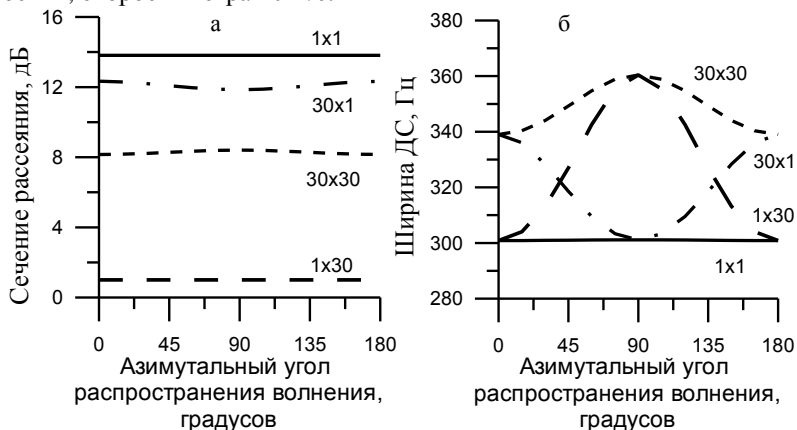 а
Сечение рассеяния, дБ
16
12
8
4
0
1x1
30x1
30x30
1x30
0 45 90 135 180
Азимутальный угол
распространения волнения,
градусов
б
Ширина ДС, Гц
380
360
340
320
300
280
30x30
30x1
1x30
1x1
0 45 90 135 180
Азимутальный угол
распространения волнения,
градусов